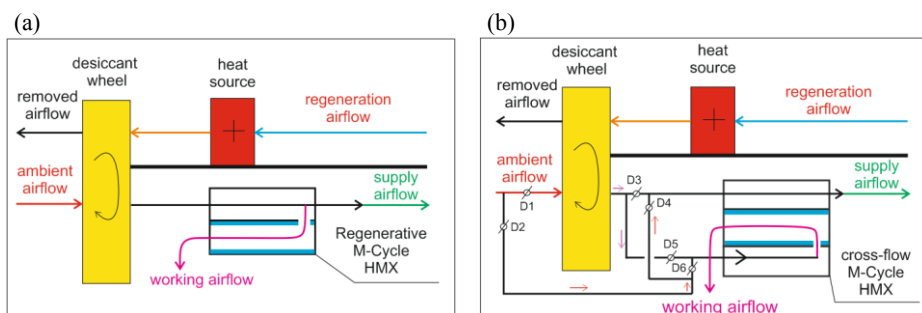 (a)
desiccant
wheel
heat
source
removed
airflow
regeneration
airflow
ambient
airflow
supply
airflow
Regenerative
M-Cycle
HMX
working airflow
(b)
desiccant
wheel
heat
source
removed
airflow
regeneration
airflow
ambient
airflow
D1
D2
D3
D4
D5
D6
supply
airflow
cross-flow
M-Cycle
HMX
working airflow